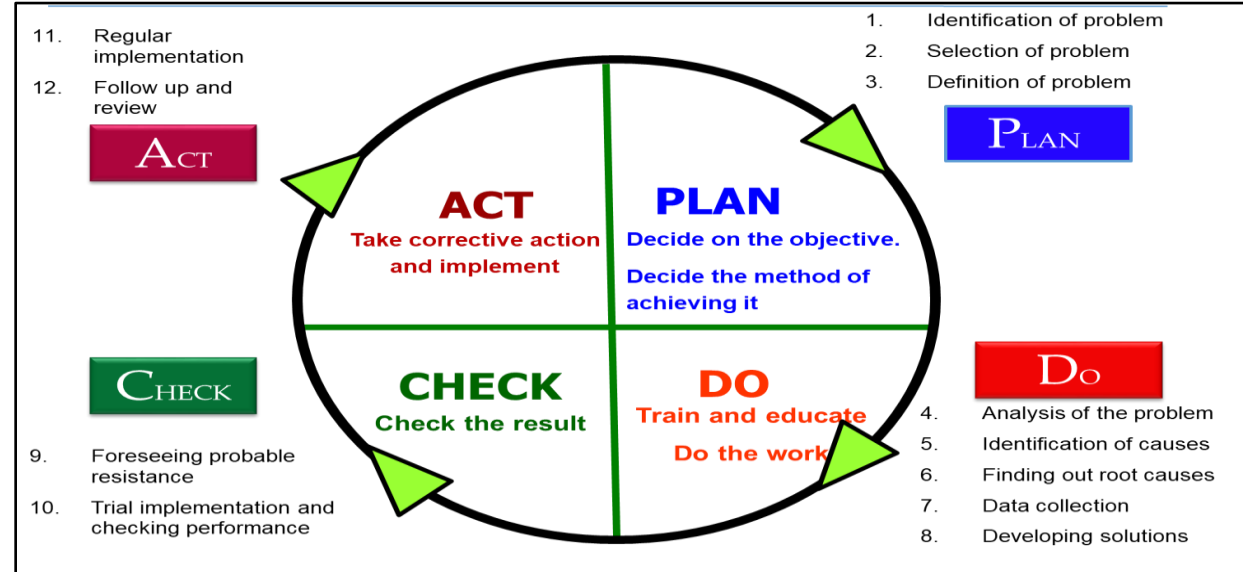 1. Identification of problem
2. Selection of problem
3. Definition of problem
PLAN
11. Regular
implementation
12. Follow up and
review
ACT
ACT
Take corrective action
and implement
PLAN
Decide on the objective.
Decide the method of
achieving it
CHECK
Check the result
DO
Train and educate
Do the work
DO
4. Analysis of the problem
5. Identification of causes
6. Finding out root causes
7. Data collection
8. Developing solutions
CHECK
9. Foreseeing probable
resistance
10. Trial implementation and
checking performance